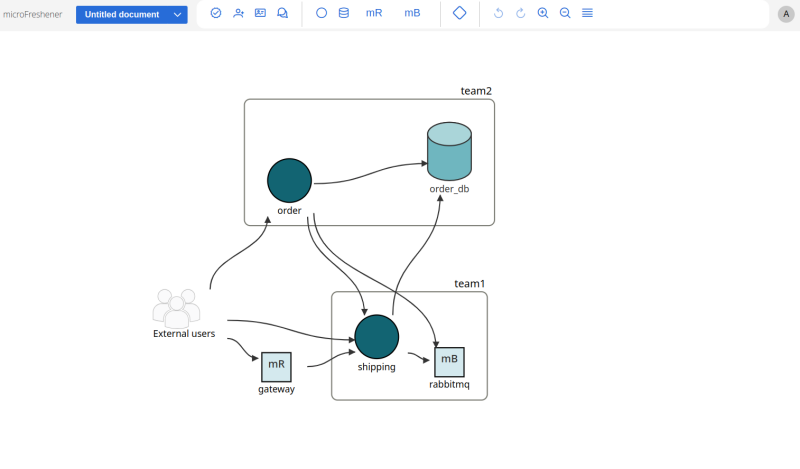 microFreshener
Untitled document
mR
mB
A
team2
order_db
order
team1
External users
mR
gateway
shipping
mB
rabbitmq